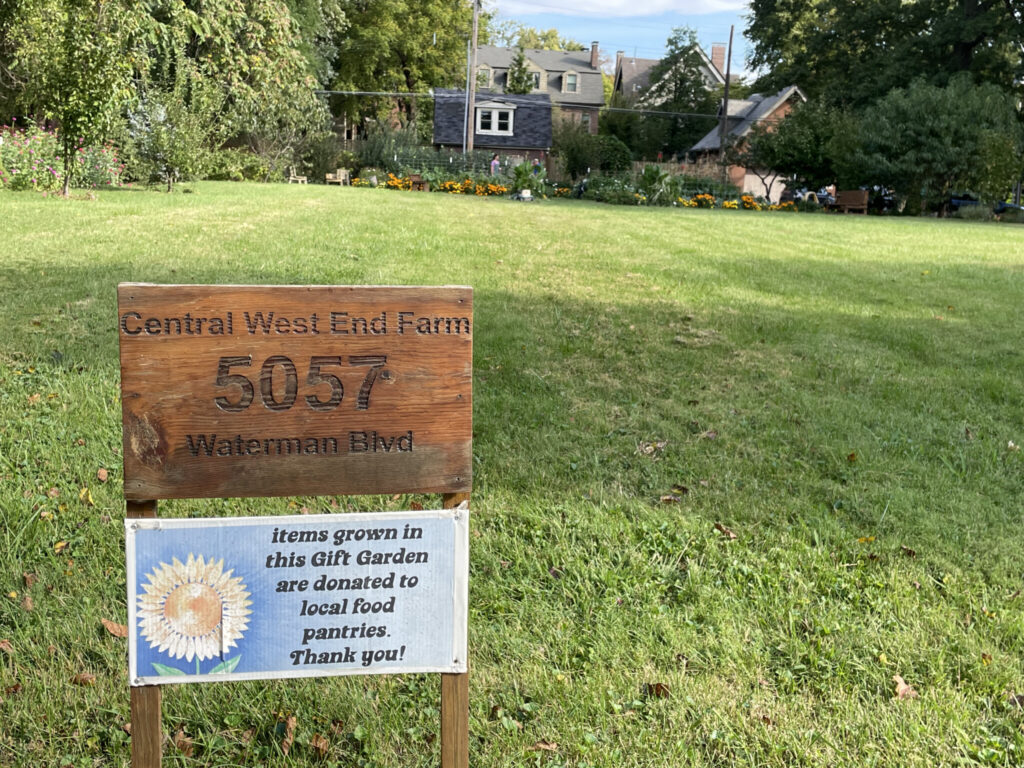 Central West End Farm
5057
Waterman Blvd
items grown in
this Gift Garden
are donated to
local food
pantries.
Thank you!